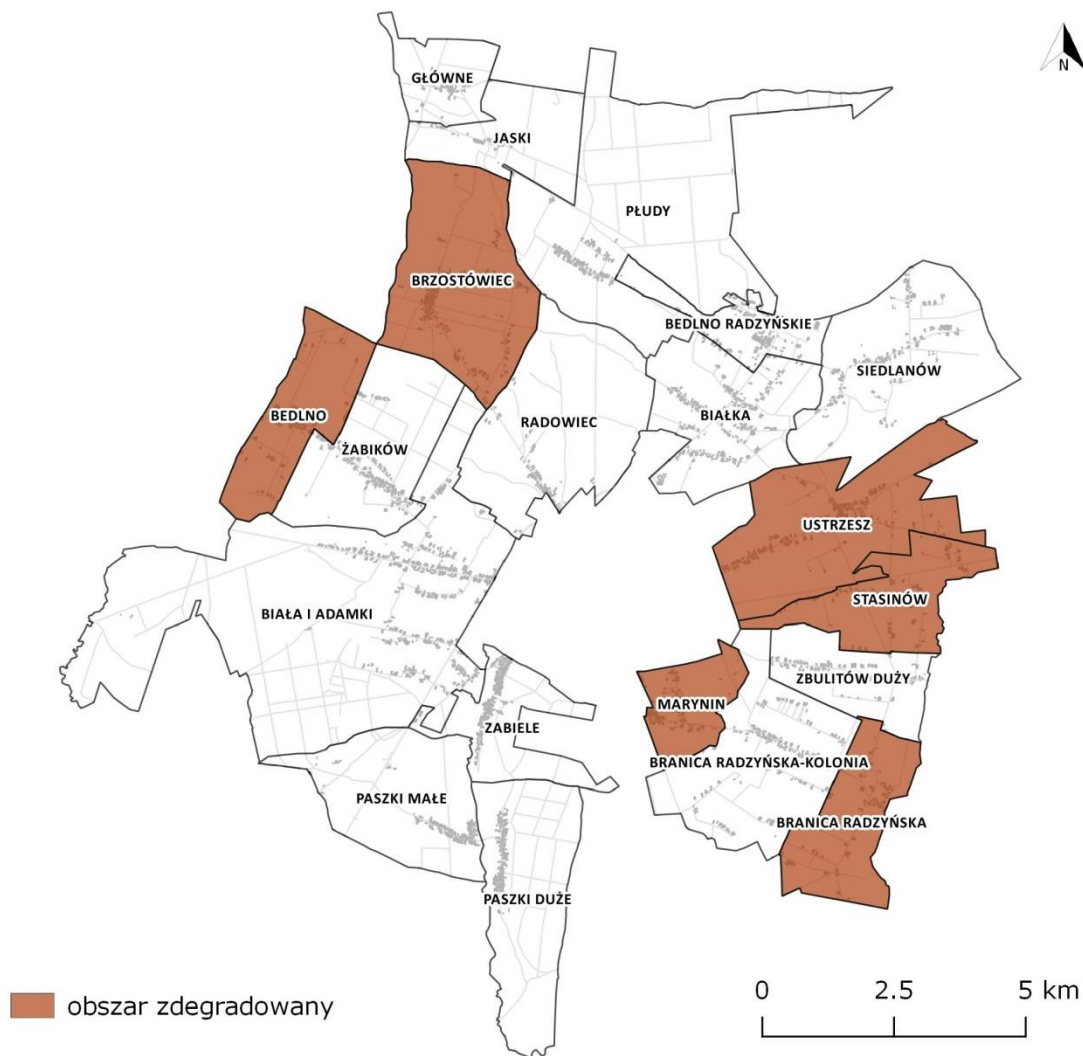 N
GŁÓWNE
JASKI
PŁUDY
BRZOSTÓWIEC
BEDLNO RADZYŃSKIE
SIEDLANÓW
BEDLNO
BIAŁKA
RADOWIEC
ŻABIKÓW
USTRZESZ
STASINÓW
BIAŁA I ADAMKI
ZBULITÓW DUŻY
MARYNIN
ZABIELE
BRANICA RADZYŃSKA-KOLONIA
PASZKI MAŁE
BRANICA RADZYŃSKA
PASZKI DUŻE
obszar zdegradowany
0 2.5 5 km